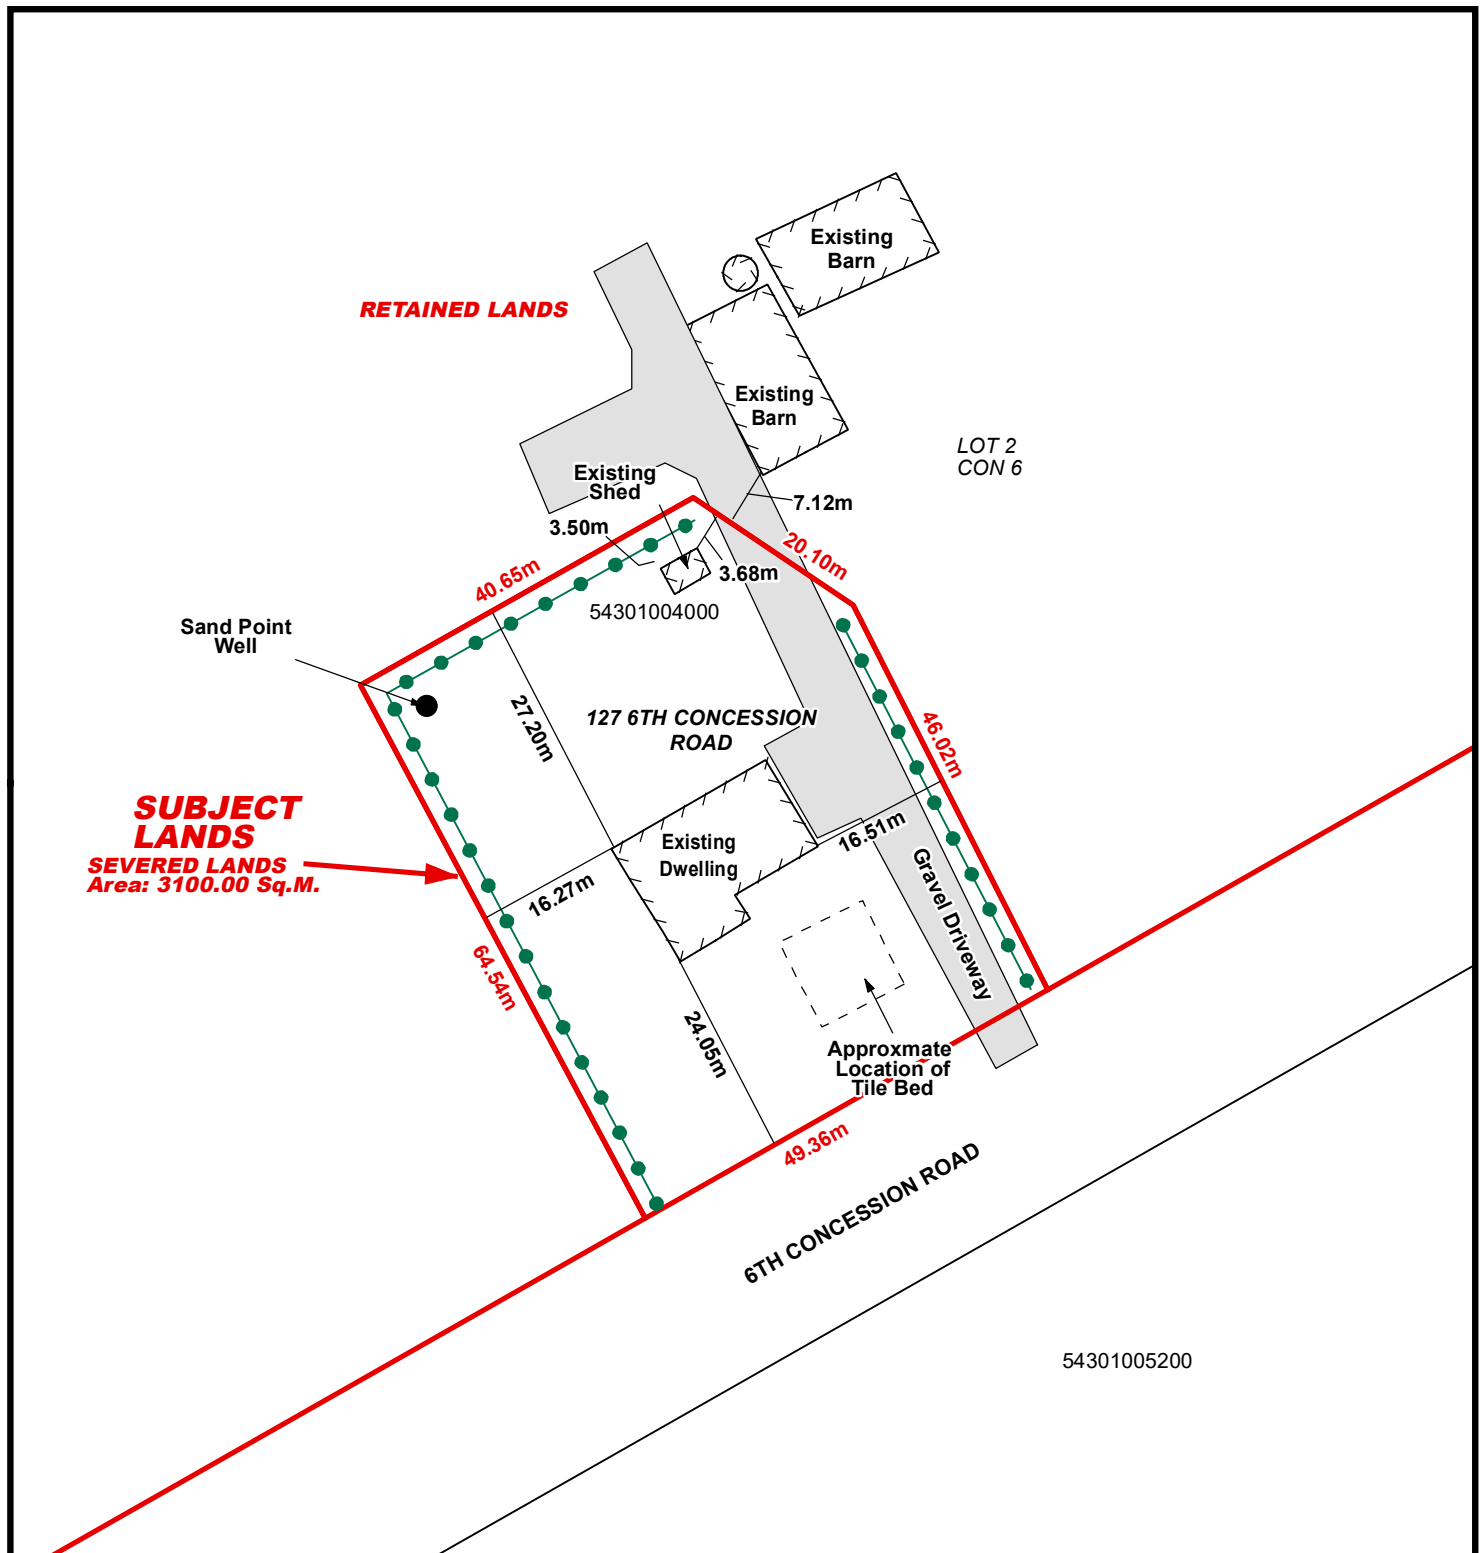 Existing
Barn
RETAINED LANDS
Existing
Barn
LOT 2
CON 6
Existing
Shed
7.12m
3.50m
20.10m
3.68m
40.65m
54301004000
Sand Point
Well
27.20m
127 6TH CONCESSION
ROAD
46.02m
SUBJECT
LANDS
SEVERED LANDS
Area: 3100.00 Sq.M.
Existing
Dwelling
16.51m
16.27m
Gravel Driveway
64.54m
24.05m
Approxmate
Location of
Tile Bed
49.36m
6TH CONCESSION ROAD
54301005200